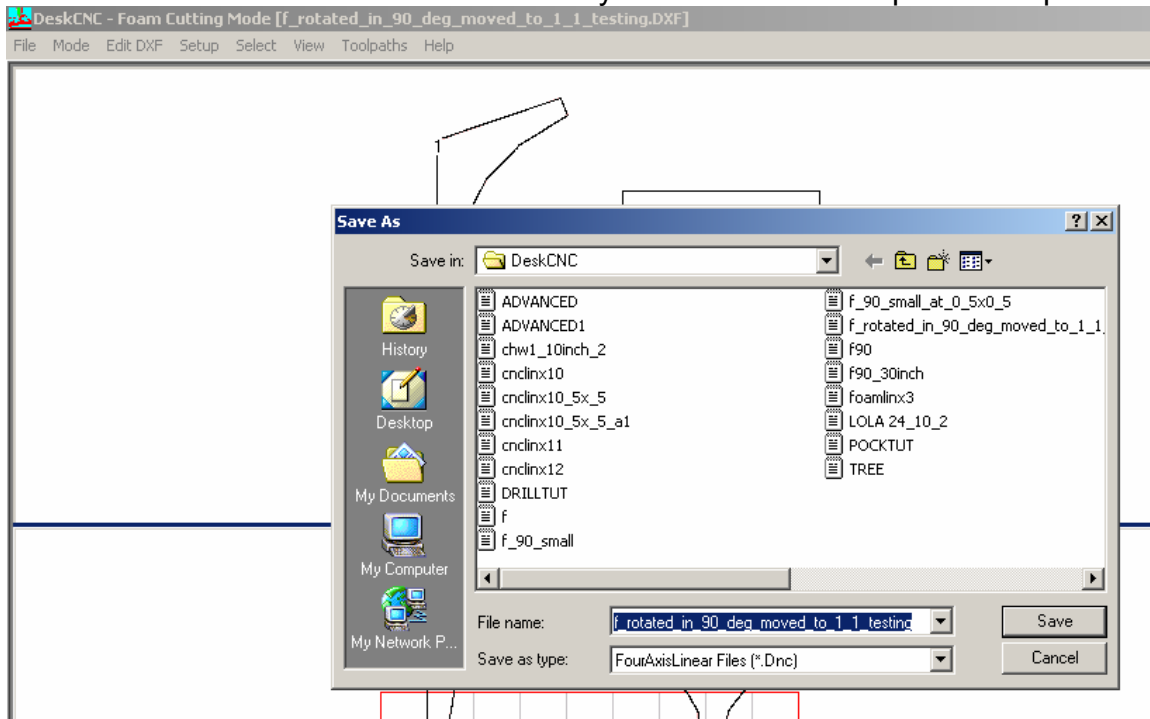 DeskCNC - Foam Cutting Mode [f_rotated_in_90_deg_moved_to_1_1_testing.DXF]
File Mode Edit DXF Setup Select View Toolpaths Help
1
Save As
Save in: DeskCNC
History
Desktop
My Documents
My Computer
My Network P...
ADVANCED
ADVANCED1
chw1_10inch_2
cnclinx10
cnclinx10_5x_5
cnclinx10_5x_5_a1
cnclinx11
cnclinx12
DRILLTUT
f
f_90_small
f_90_small_at_0_5x0_5
f_rotated_in_90_deg_moved_to_1_1_
f90
f90_30inch
foamlinx3
LOLA 24_10_2
POCKTUT
TREE
File name: f_rotated_in_90_deg_moved_to_1_1_testing
Save
Save as type: FourAxisLinear Files (*.Dnc)
Cancel